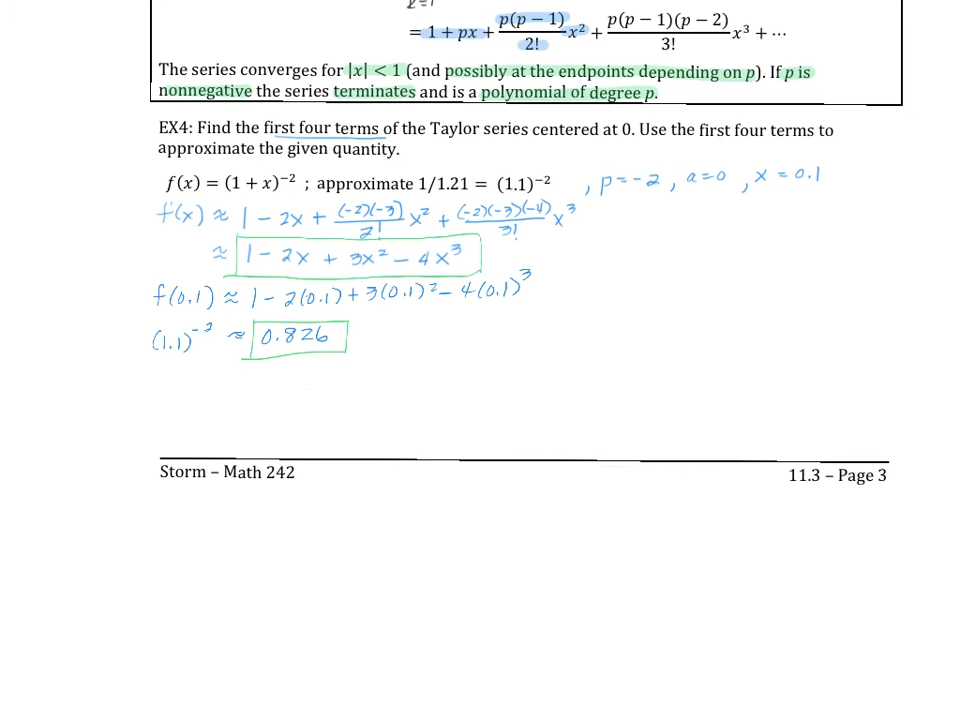 = 1 + px + p(p − 1)/2! x² + p(p − 1)(p − 2)/3! x³ + ⋯
The series converges for |x| < 1 (and possibly at the endpoints depending on p). If p is
nonnegative the series terminates and is a polynomial of degree p.
EX4: Find the first four terms of the Taylor series centered at 0. Use the first four terms to
approximate the given quantity.
f(x) = (1 + x)⁻² ; approximate 1/1.21 = (1.1)⁻² , p = -2 , a = 0 , x = 0.1
f(x) ≈ 1 - 2x + (-2)(-3)/2! x² + (-2)(-3)(-4)/3! x³
≈ 1 - 2x + 3x² - 4x³
f(0.1) ≈ 1 - 2(0.1) + 3(0.1)² - 4(0.1)³
(1.1)⁻² ≈ 0.826
Storm – Math 242
11.3 – Page 3